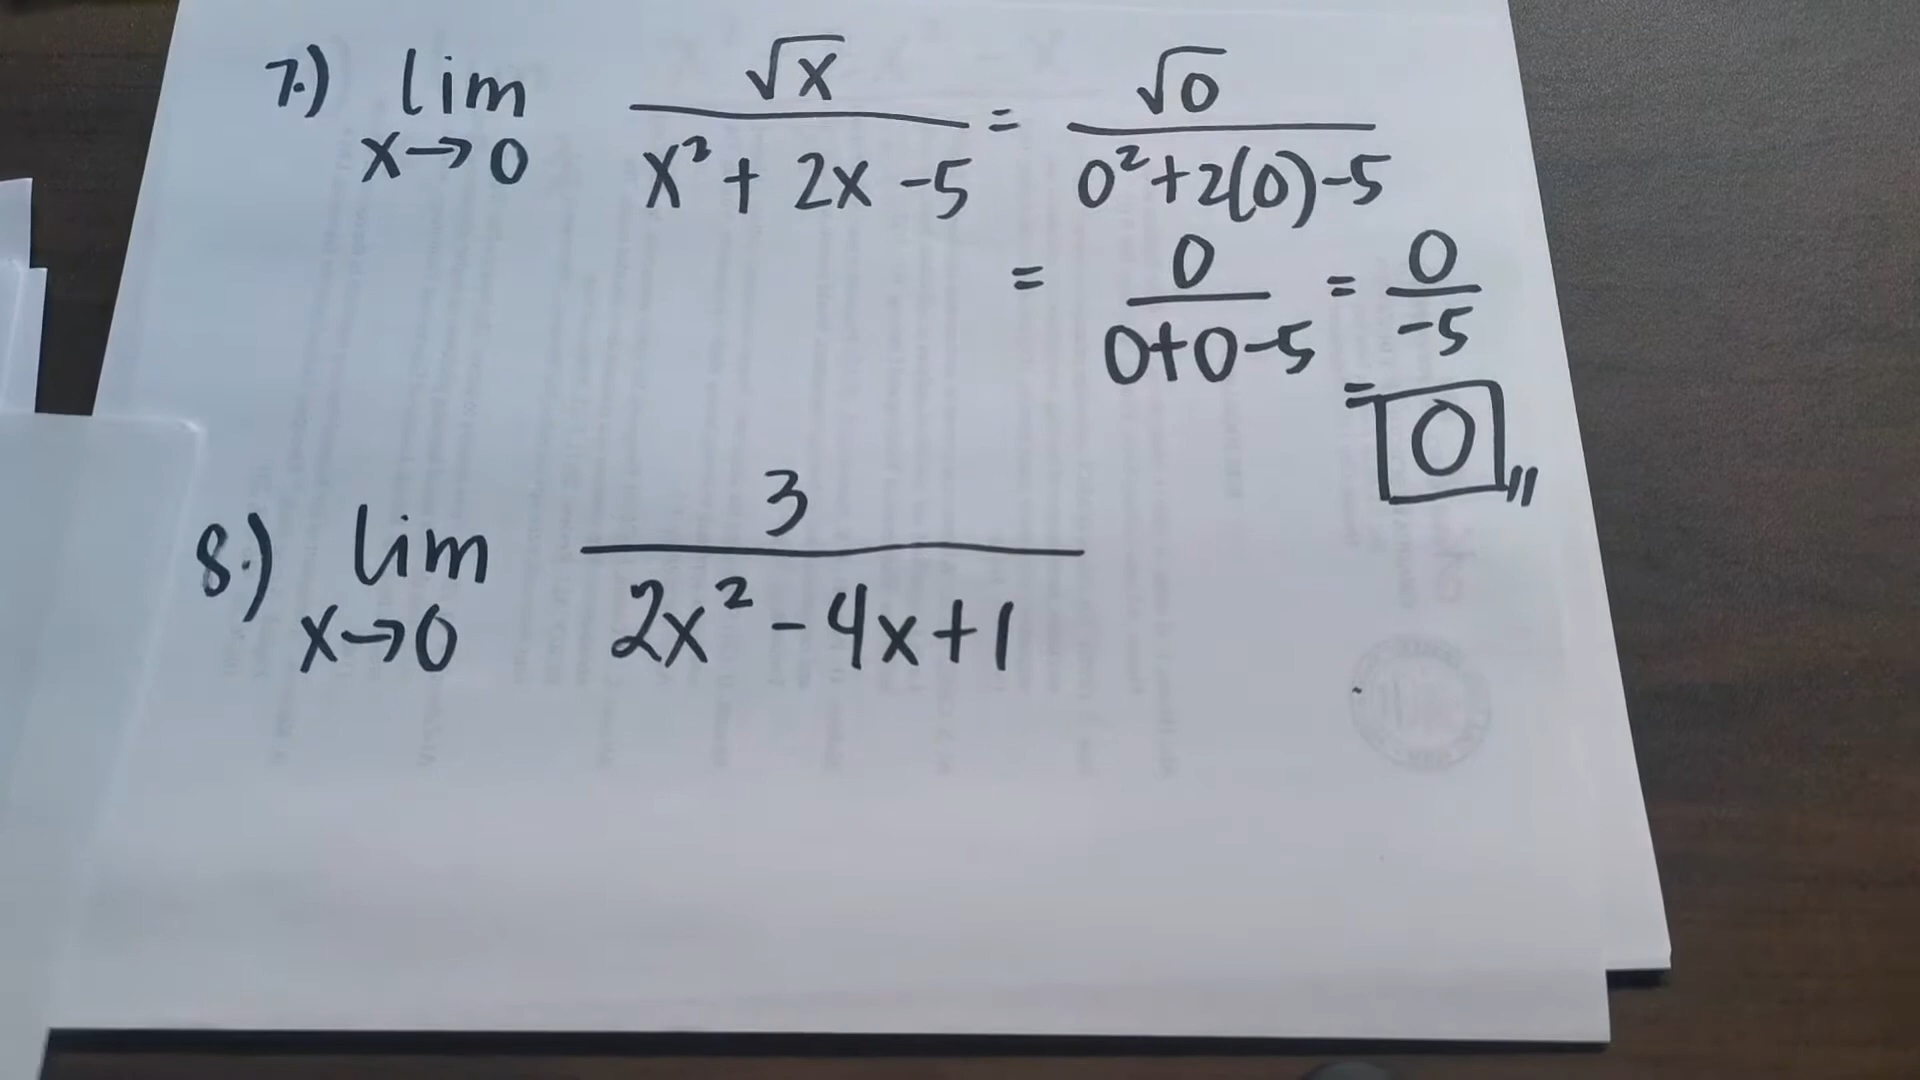 7.) lim x→0 √x / x² + 2x - 5 = √0 / 0² + 2(0) - 5
= 0 / 0+0-5 = 0 / -5
= 0 //
8.) lim x→0 3 / 2x² - 4x + 1